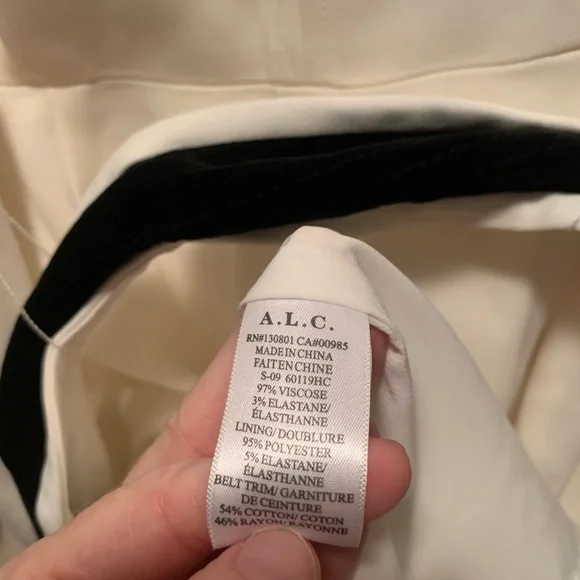 A.L.C.
RN#130801 CA#00985
MADE IN CHINA
FAIT EN CHINE
S-09 60119HC
97% VISCOSE
3% ELASTANE/
ÉLASTHANNE
LINING/DOUBLURE
95% POLYESTER
5% ELASTANE/
ÉLASTHANNE
BELT TRIM/GARNITURE
DE CEINTURE
54% COTTON/COTON
46% RAYON/RAYONNE